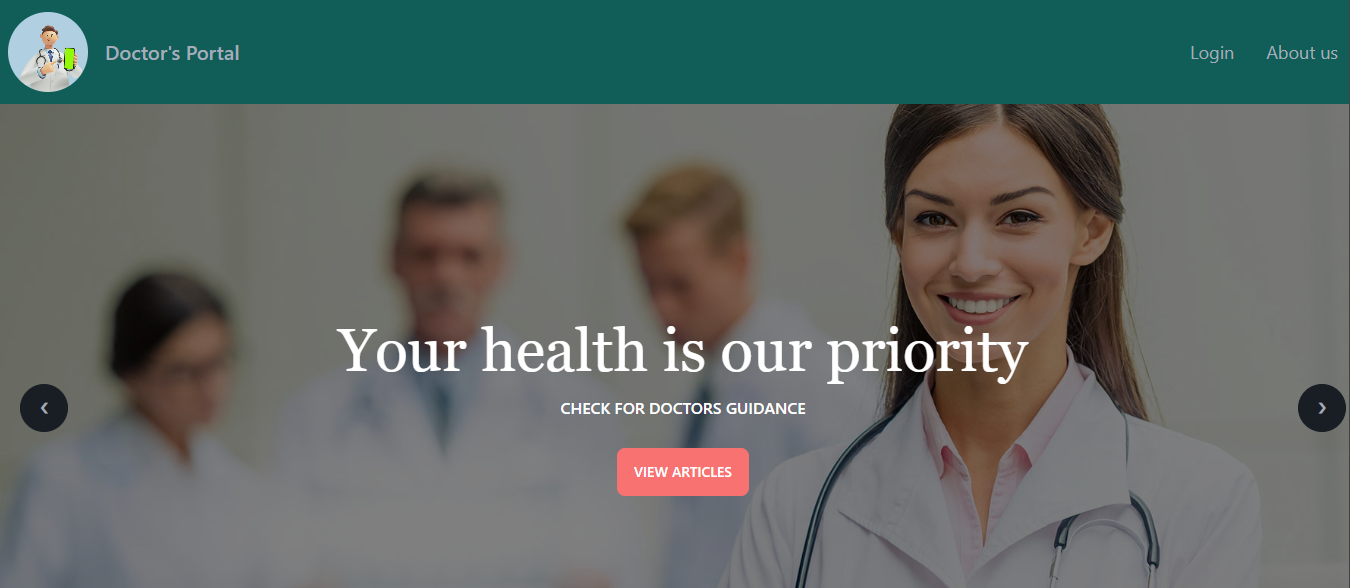 Doctor's Portal
Login
About us
Your health is our priority
CHECK FOR DOCTORS GUIDANCE
❮
❯
VIEW ARTICLES